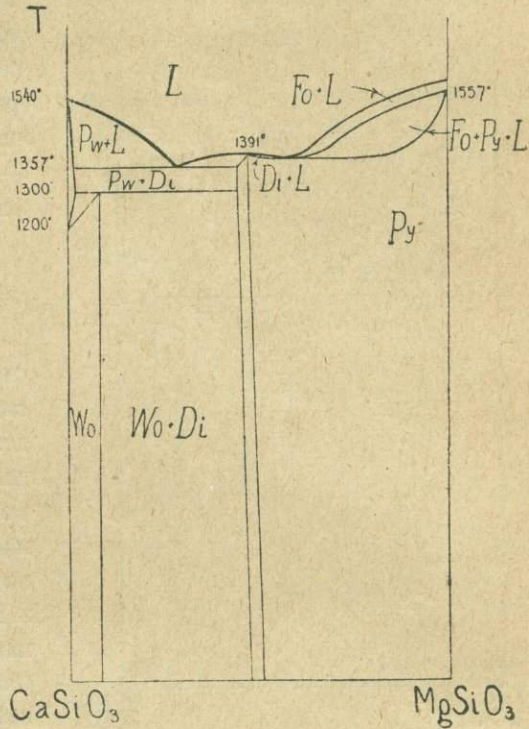 T
L
1540°
Fo·L
1557°
Pw+L
1391°
Fo+Py·L
1357°
Pw·Di
Di·L
1300°
1200°
Py
Wo
Wo·Di
CaSiO₃
MgSiO₃